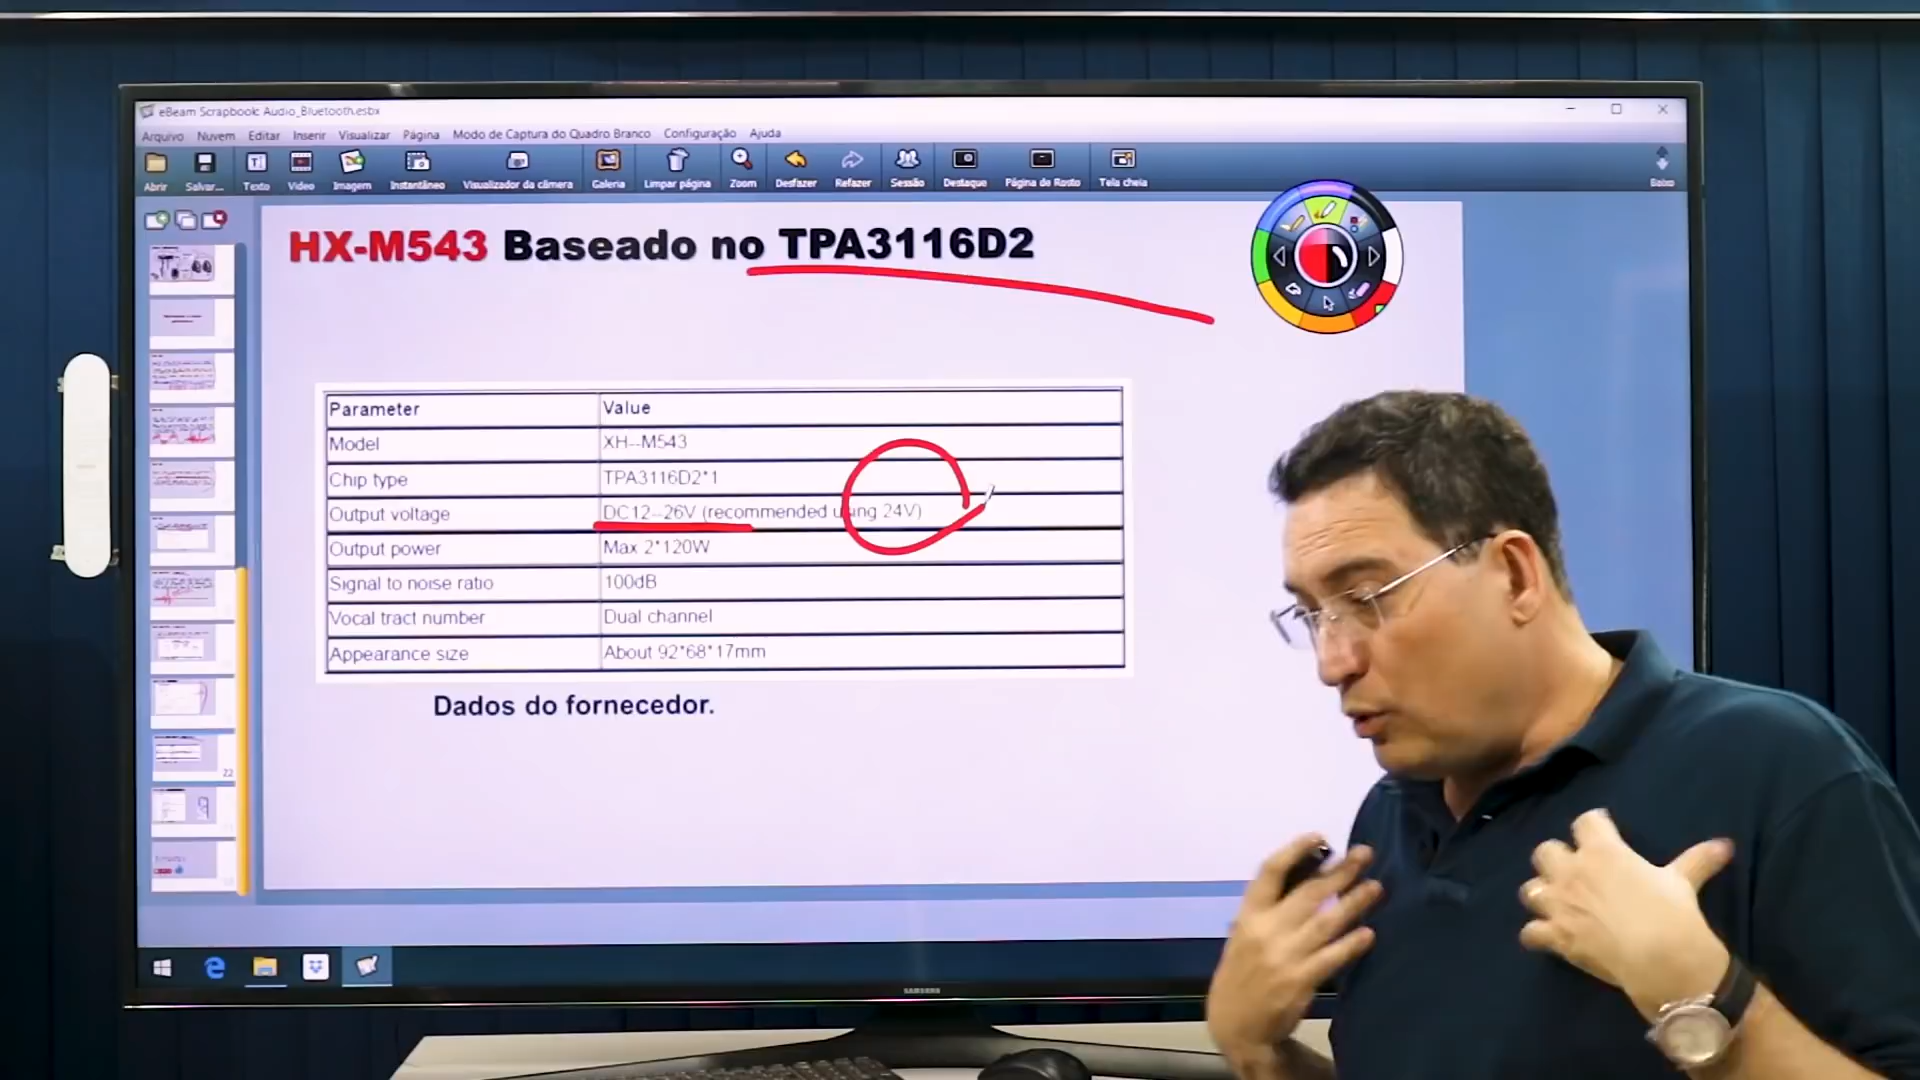 eBeam Scrapbook: Audio_Bluetooth.esbx
Arquivo Nuvem Editar Inserir Visualizar Página Modo de Captura do Quadro Branco Configuração Ajuda
Abrir Salvar... Texto Video Imagem Instantâneo Visualizador da câmera Galeria Limpar página Zoom Desfazer Refazer Sessão Destaque Página de Rosto Tela cheia Baixo
HX-M543 Baseado no TPA3116D2
Parameter Value
Model XH--M543
Chip type TPA3116D2*1
Output voltage DC12--26V (recommended using 24V)
Output power Max 2*120W
Signal to noise ratio 100dB
Vocal tract number Dual channel
Appearance size About 92*68*17mm
Dados do fornecedor.
22
SAMSUNG